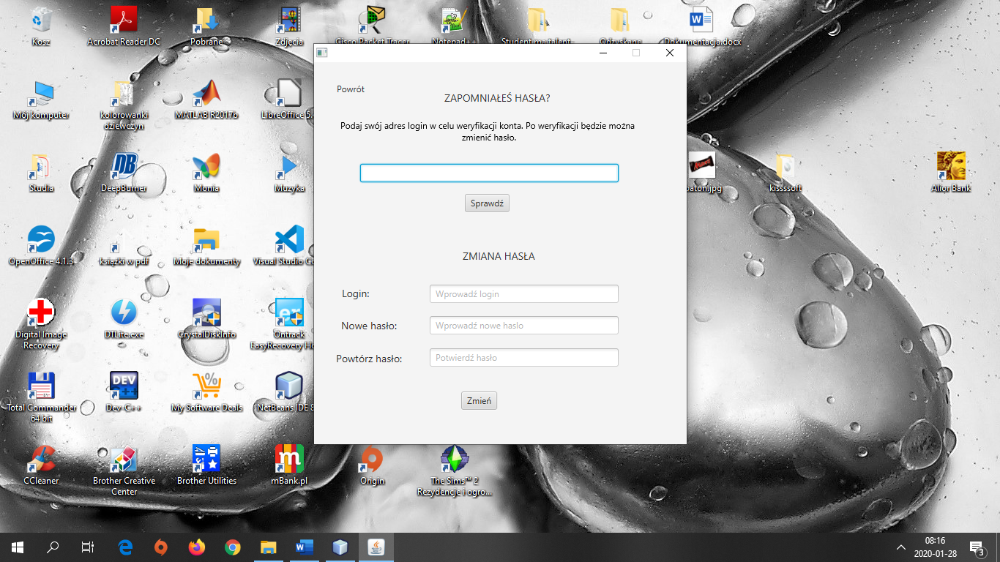 Kosz
Acrobat Reader DC
Pobrane
Zdjęcia
Cisco Packet Tracer
Notepad++
Student ma talent-
Odzyskane
Dokumentacja.docx
Powrót
ZAPOMNIAŁEŚ HASŁA?
Podaj swój adres login w celu weryfikacji konta. Po weryfikacji będzie można
zmienić hasło.
Sprawdź
ZMIANA HASŁA
Login:
Wprowadź login
Nowe hasło:
Wprowadź nowe haslo
Powtórz hasło:
Potwierdź hasło
Zmień
Mój komputer
kolorowanki
dziewczyn
MATLAB R2017b
LibreOffice 5.
Studia
DeepBurner
Monia
Muzyka
baton.jpg
kissssoft
Alior Bank
OpenOffice 4.1.3
książki w pdf
Moje dokumenty
Visual Studio
Digital Image
Recovery
DTLite.exe
CrystalDiskInfo
Ontrack
EasyRecovery
DEV
Total Commander
64 bit
Dev-C++
My Software Deals
NetBeans IDE 8
CCleaner
Brother Creative
Center
Brother Utilities
mBank.pl
Origin
The Sims™ 2
Rezydencje i ogro...
08:16
2020-01-28
3